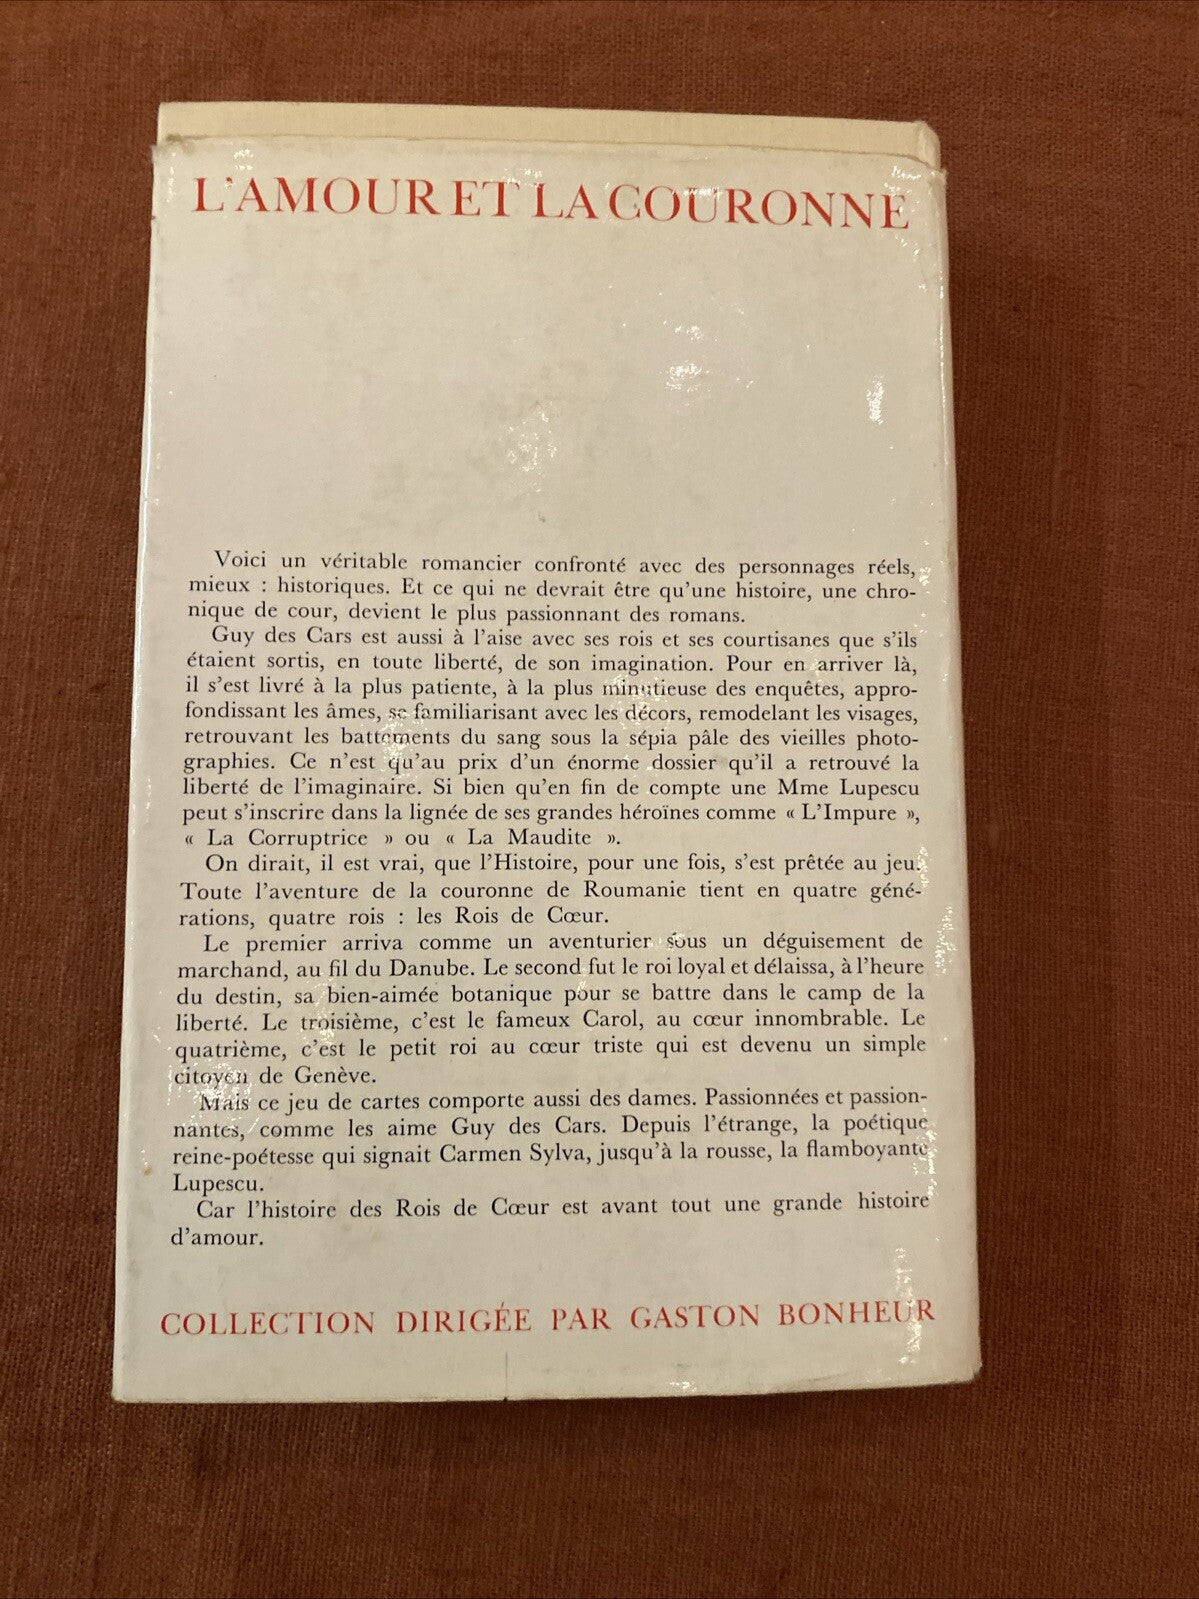 L'AMOUR ET LA COURONNE
Voici un véritable romancier confronté avec des personnages réels,
mieux : historiques. Et ce qui ne devrait être qu'une histoire, une chro-
nique de cour, devient le plus passionnant des romans.
Guy des Cars est aussi à l'aise avec ses rois et ses courtisanes que s'ils
étaient sortis, en toute liberté, de son imagination. Pour en arriver là,
il s'est livré à la plus patiente, à la plus minutieuse des enquêtes, appro-
fondissant les âmes, se familiarisant avec les décors, remodelant les visages,
retrouvant les battements du sang sous la sépia pâle des vieilles photo-
graphies. Ce n'est qu'au prix d'un énorme dossier qu'il a retrouvé la
liberté de l'imaginaire. Si bien qu'en fin de compte une Mme Lupescu
peut s'inscrire dans la lignée de ses grandes héroïnes comme « L'Impure »,
« La Corruptrice » ou « La Maudite ».
On dirait, il est vrai, que l'Histoire, pour une fois, s'est prêtée au jeu.
Toute l'aventure de la couronne de Roumanie tient en quatre géné-
rations, quatre rois : les Rois de Cœur.
Le premier arriva comme un aventurier sous un déguisement de
marchand, au fil du Danube. Le second fut le roi loyal et délaissa, à l'heure
du destin, sa bien-aimée botanique pour se battre dans le camp de la
liberté. Le troisième, c'est le fameux Carol, au cœur innombrable. Le
quatrième, c'est le petit roi au cœur triste qui est devenu un simple
citoyen de Genève.
Mais ce jeu de cartes comporte aussi des dames. Passionnées et passion-
nantes, comme les aime Guy des Cars. Depuis l'étrange, la poétique
reine-poétesse qui signait Carmen Sylva, jusqu'à la rousse, la flamboyante
Lupescu.
Car l'histoire des Rois de Cœur est avant tout une grande histoire
d'amour.
COLLECTION DIRIGÉE PAR GASTON BONHEUR